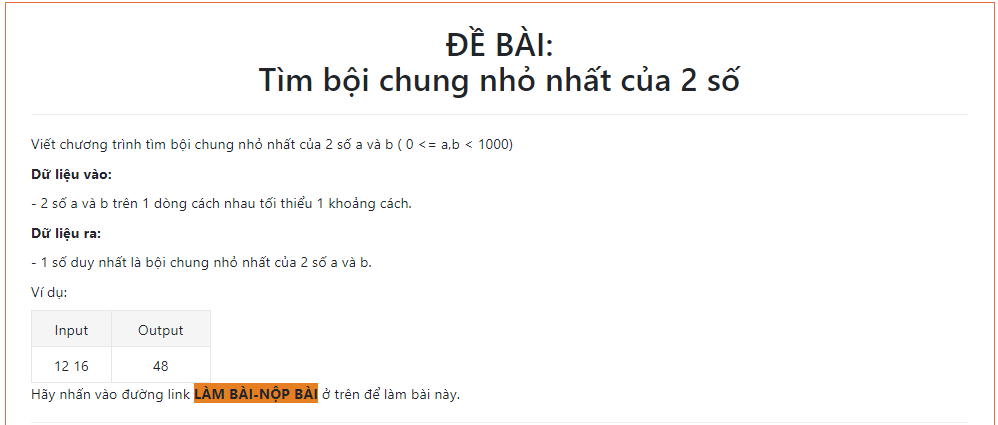 ĐỀ BÀI:
Tìm bội chung nhỏ nhất của 2 số
Viết chương trình tìm bội chung nhỏ nhất của 2 số a và b ( 0 <= a,b < 1000)
Dữ liệu vào:
- 2 số a và b trên 1 dòng cách nhau tối thiểu 1 khoảng cách.
Dữ liệu ra:
- 1 số duy nhất là bội chung nhỏ nhất của 2 số a và b.
Ví dụ:
Input Output
12 16 48
Hãy nhấn vào đường link LÀM BÀI-NỘP BÀI ở trên để làm bài này.